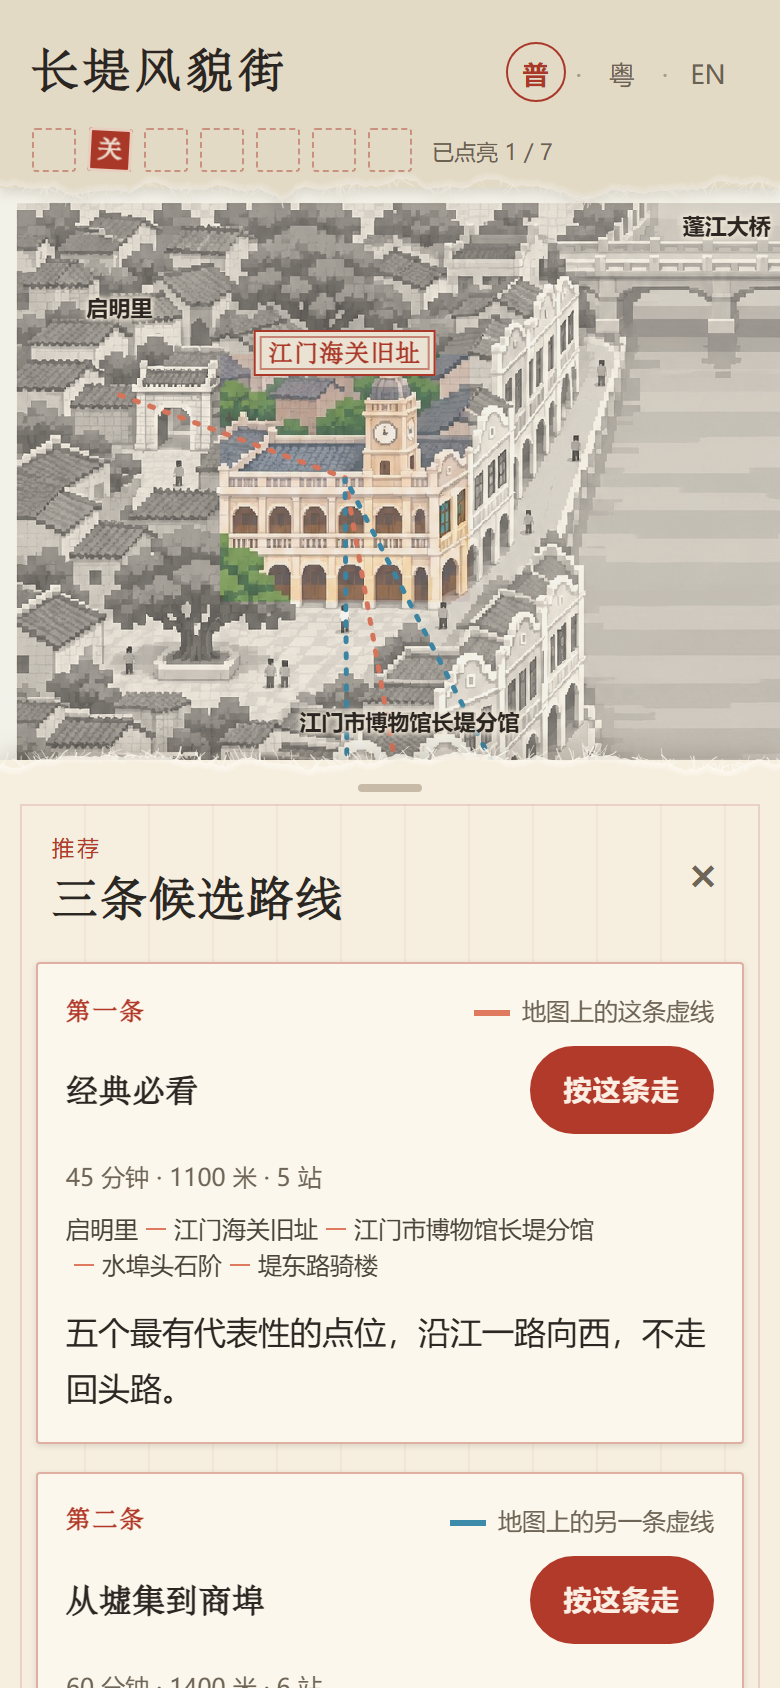 长堤风貌街
普 · 粤 · EN
关
已点亮 1 / 7
蓬江大桥
启明里
江门海关旧址
江门市博物馆长堤分馆
推荐
三条候选路线
×
第一条
地图上的这条虚线
经典必看
按这条走
45 分钟 · 1100 米 · 5 站
启明里 — 江门海关旧址 — 江门市博物馆长堤分馆
— 水埠头石阶 — 堤东路骑楼
五个最有代表性的点位，沿江一路向西，不走
回头路。
第二条
地图上的另一条虚线
从墟集到商埠
按这条走
60 分钟 · 1400 米 · 6 站